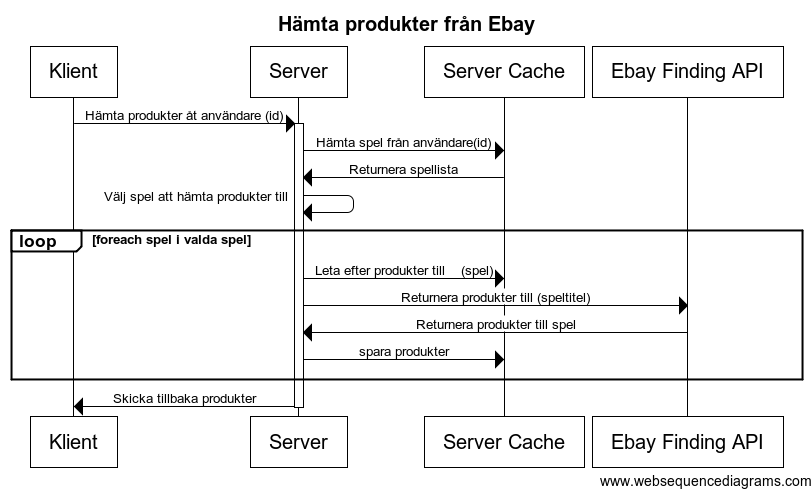 Hämta produkter från Ebay
Klient
Server
Server Cache
Ebay Finding API
Hämta produkter åt användare (id)
Hämta spel från användare(id)
Returnera spellista
Välj spel att hämta produkter till
loop
[foreach spel i valda spel]
Leta efter produkter till (spel)
Returnera produkter till (speltitel)
Returnera produkter till spel
spara produkter
Skicka tillbaka produkter
Klient
Server
Server Cache
Ebay Finding API
www.websequencediagrams.com